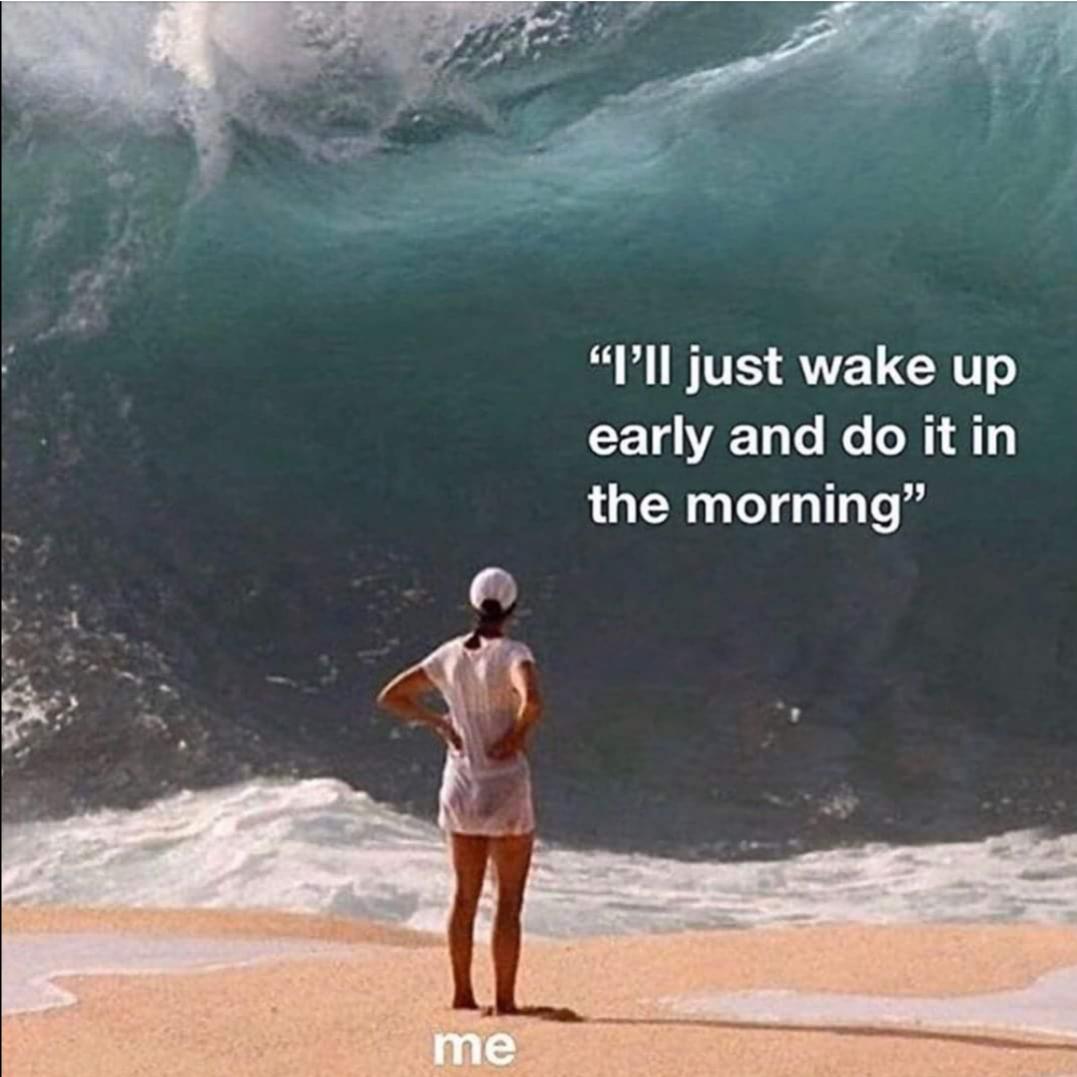 “I’ll just wake up
early and do it in
the morning”
me